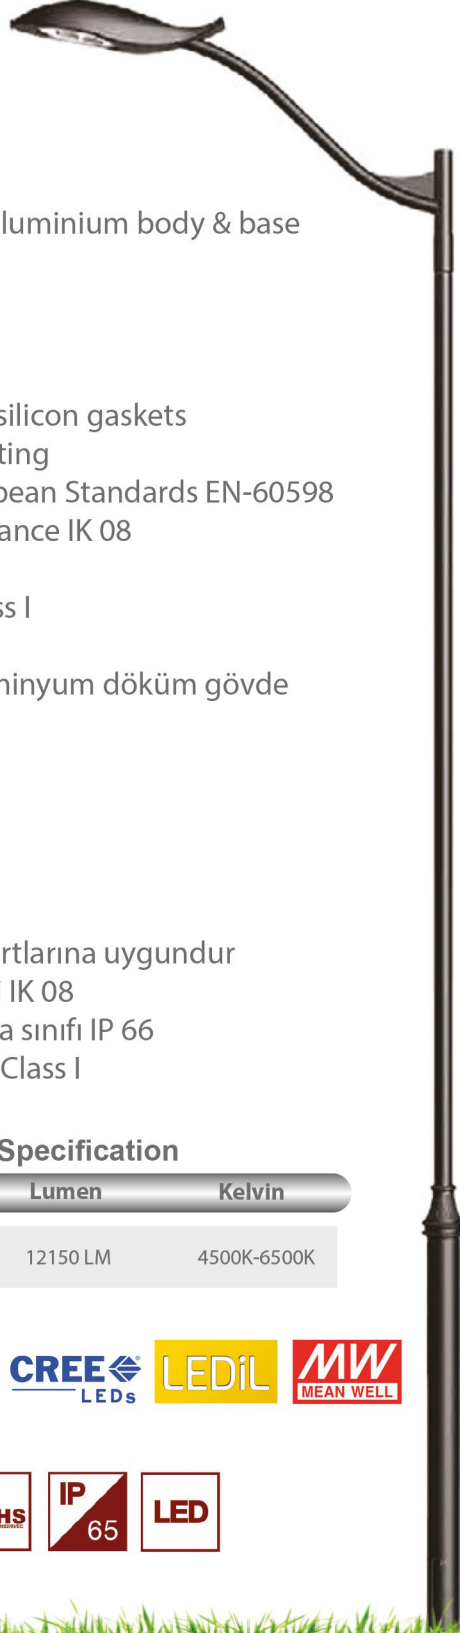 luminium body & base
silicon gaskets
ting
pean Standards EN-60598
ance IK 08
ss I
minyum döküm gövde
rtlarına uygundur
IK 08
a sınıfı IP 66
Class I
Specification
Lumen Kelvin
12150 LM 4500K-6500K
CREE LEDs
LEDiL
MW MEAN WELL
HS
IP 65
LED